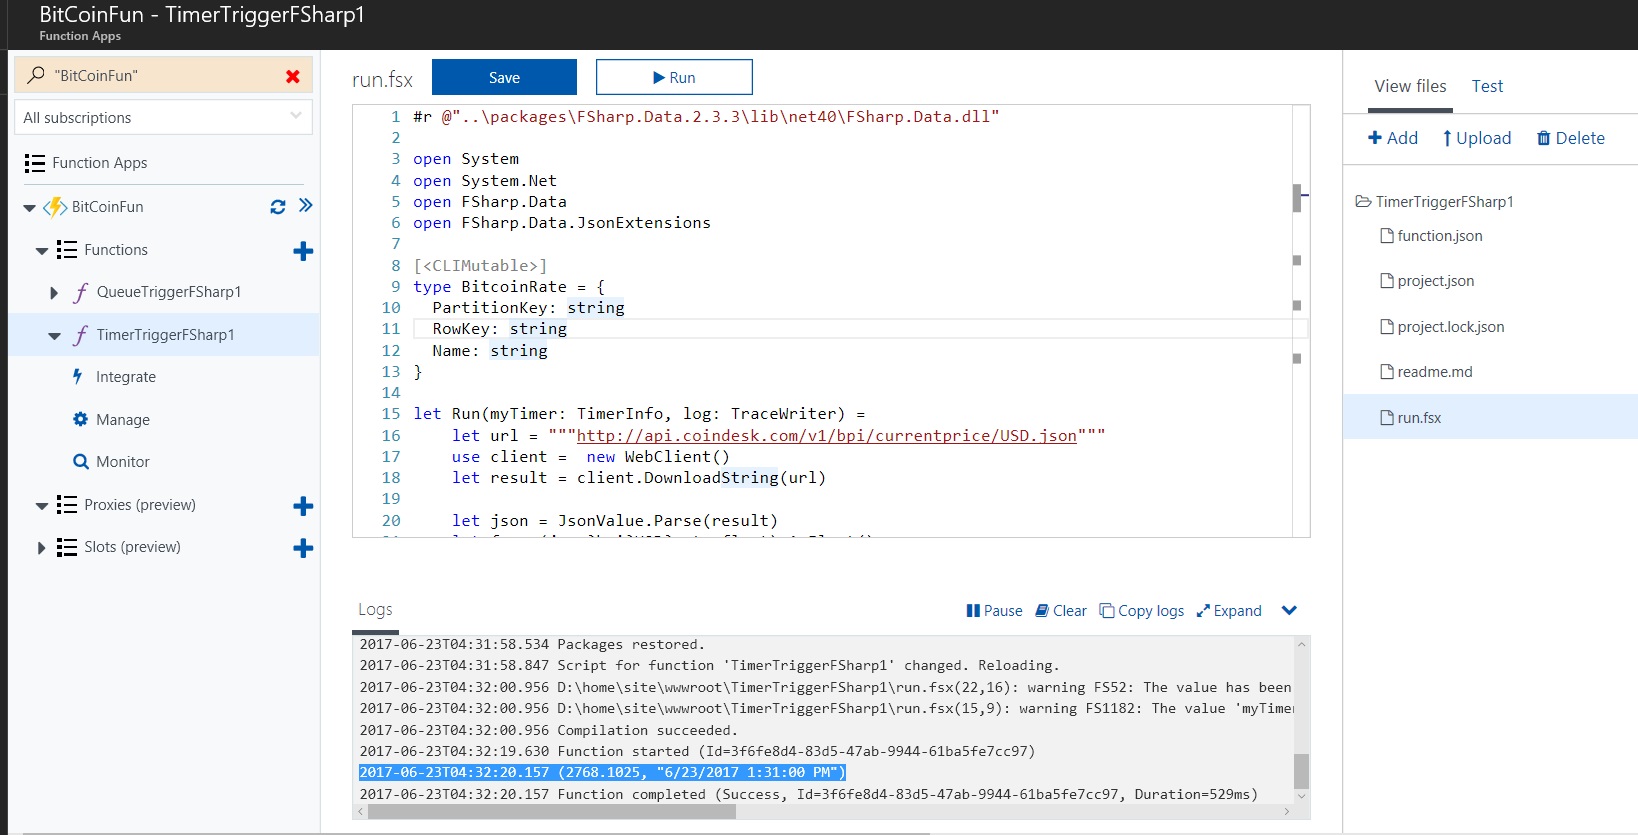 BitCoinFun - TimerTriggerFSharp1
Function Apps
"BitCoinFun"
All subscriptions
Function Apps
BitCoinFun
Functions
QueueTriggerFSharp1
TimerTriggerFSharp1
Integrate
Manage
Monitor
Proxies (preview)
Slots (preview)
run.fsx
Save
Run
1 #r @"..\packages\FSharp.Data.2.3.3\lib\net40\FSharp.Data.dll"
2
3 open System
4 open System.Net
5 open FSharp.Data
6 open FSharp.Data.JsonExtensions
7
8 [<CLIMutable>]
9 type BitcoinRate = {
10 PartitionKey: string
11 RowKey: string
12 Name: string
13 }
14
15 let Run(myTimer: TimerInfo, log: TraceWriter) =
16 let url = """http://api.coindesk.com/v1/bpi/currentprice/USD.json"""
17 use client =  new WebClient()
18 let result = client.DownloadString(url)
19
20 let json = JsonValue.Parse(result)
Logs
Pause
Clear
Copy logs
Expand
2017-06-23T04:31:58.534 Packages restored.
2017-06-23T04:31:58.847 Script for function 'TimerTriggerFSharp1' changed. Reloading.
2017-06-23T04:32:00.956 D:\home\site\wwwroot\TimerTriggerFSharp1\run.fsx(22,16): warning FS52: The value has been
2017-06-23T04:32:00.956 D:\home\site\wwwroot\TimerTriggerFSharp1\run.fsx(15,9): warning FS1182: The value 'myTimer
2017-06-23T04:32:00.956 Compilation succeeded.
2017-06-23T04:32:19.630 Function started (Id=3f6fe8d4-83d5-47ab-9944-61ba5fe7cc97)
2017-06-23T04:32:20.157 (2768.1025, "6/23/2017 1:31:00 PM")
2017-06-23T04:32:20.157 Function completed (Success, Id=3f6fe8d4-83d5-47ab-9944-61ba5fe7cc97, Duration=529ms)
View files
Test
Add
Upload
Delete
TimerTriggerFSharp1
function.json
project.json
project.lock.json
readme.md
run.fsx